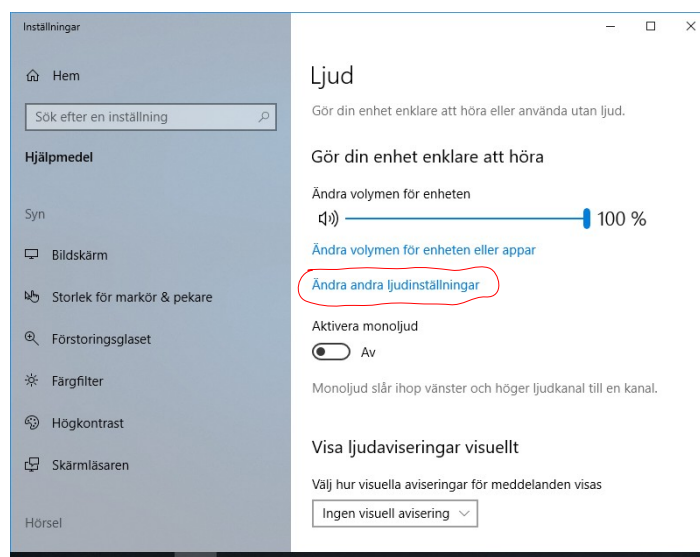 Inställningar
Hem
Sök efter en inställning
Hjälpmedel
Syn
Bildskärm
Storlek för markör & pekare
Förstoringsglaset
Färgfilter
Högkontrast
Skärmläsaren
Hörsel
Ljud
Gör din enhet enklare att höra eller använda utan ljud.
Gör din enhet enklare att höra
Ändra volymen för enheten
100 %
Ändra volymen för enheten eller appar
Ändra andra ljudinställningar
Aktivera monoljud
Av
Monoljud slår ihop vänster och höger ljudkanal till en kanal.
Visa ljudaviseringar visuellt
Välj hur visuella aviseringar för meddelanden visas
Ingen visuell avisering